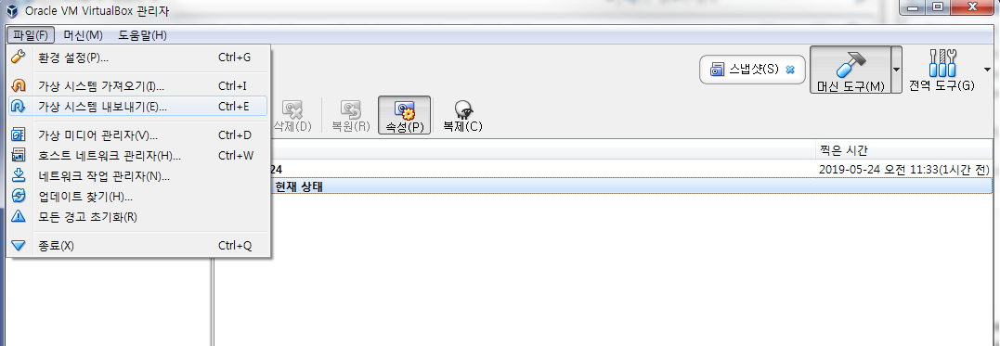 Oracle VM VirtualBox 관리자
파일(F) 머신(M) 도움말(H)
환경 설정(P)... Ctrl+G
가상 시스템 가져오기(I)... Ctrl+I
가상 시스템 내보내기(E)... Ctrl+E
가상 미디어 관리자(V)... Ctrl+D
호스트 네트워크 관리자(H)... Ctrl+W
네트워크 작업 관리자(N)...
업데이트 찾기(H)...
모든 경고 초기화(R)
종료(X) Ctrl+Q
스냅샷(S)
머신 도구(M)
전역 도구(G)
삭제(D) 복원(R) 속성(P) 복제(C)
찍은 시간
24 2019-05-24 오전 11:33(1시간 전)
현재 상태